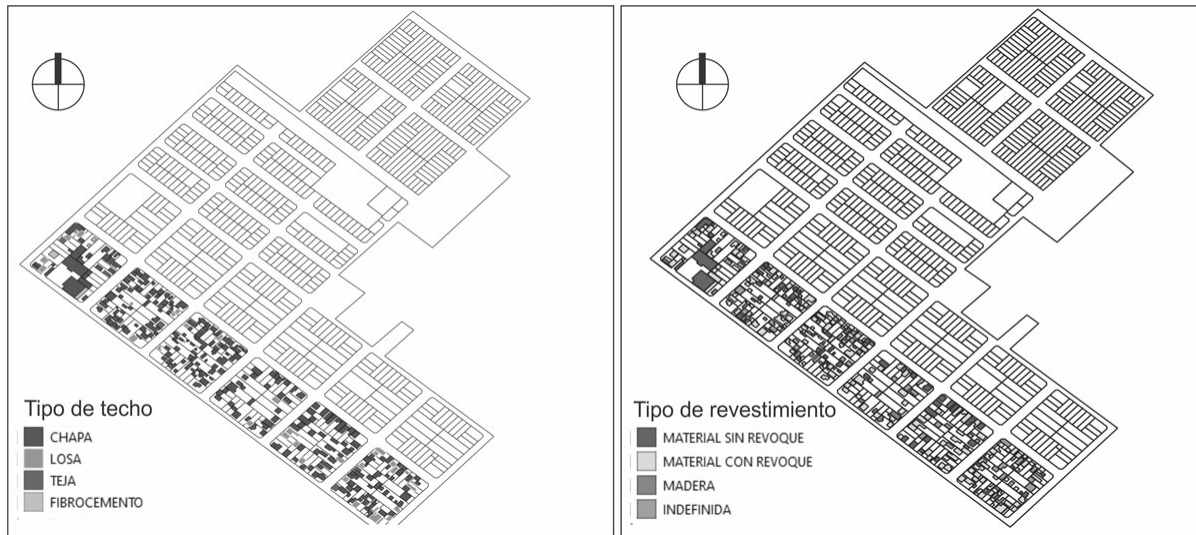 Tipo de techo
CHAPA
LOSA
TEJA
FIBROCEMENTO
Tipo de revestimiento
MATERIAL SIN REVOQUE
MATERIAL CON REVOQUE
MADERA
INDEFINIDA